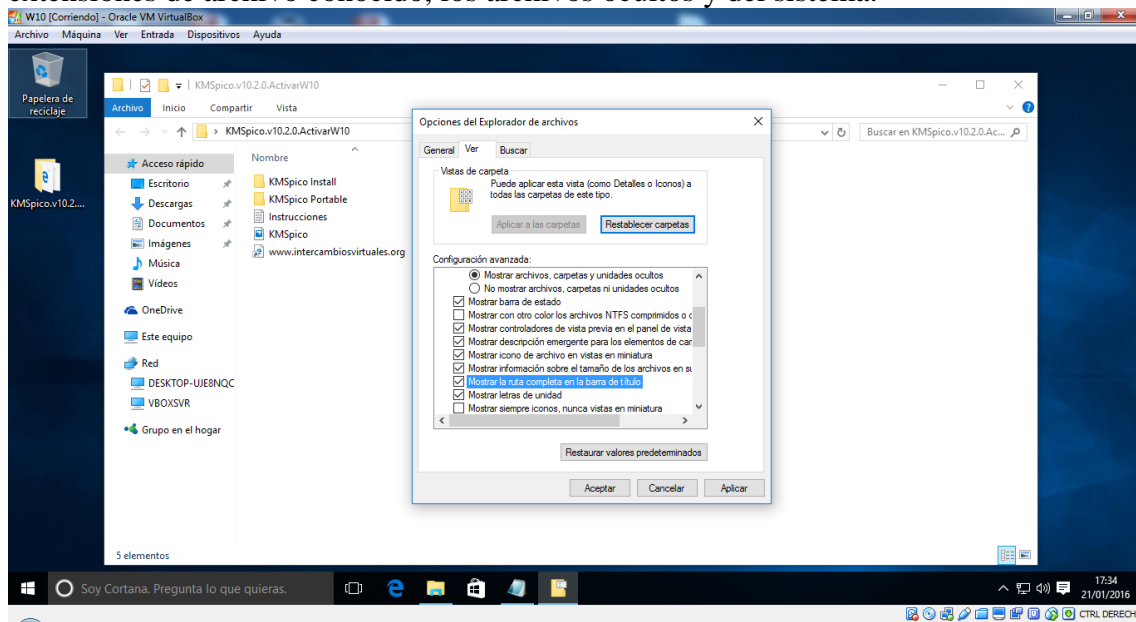 extensiones de archivo conocido, los archivos ocultos y del sistema.
W10 [Corriendo] - Oracle VM VirtualBox
Archivo Máquina Ver Entrada Dispositivos Ayuda
Papelera de
reciclaje
KMSpico.v10.2....
KMSpico.v10.2.0.ActivarW10
Archivo Inicio Compartir Vista
KMSpico.v10.2.0.ActivarW10
Buscar en KMSpico.v10.2.0.Ac...
Acceso rápido
Escritorio
Descargas
Documentos
Imágenes
Música
Vídeos
OneDrive
Este equipo
Red
DESKTOP-UJE8NQC
VBOXSVR
Grupo en el hogar
Nombre
KMSpico Install
KMSpico Portable
Instrucciones
KMSpico
www.intercambiosvirtuales.org
5 elementos
Opciones del Explorador de archivos
General Ver Buscar
Vistas de carpeta
Puede aplicar esta vista (como Detalles o Iconos) a
todas las carpetas de este tipo.
Aplicar a las carpetas Restablecer carpetas
Configuración avanzada:
Mostrar archivos, carpetas y unidades ocultos
No mostrar archivos, carpetas ni unidades ocultos
Mostrar barra de estado
Mostrar con otro color los archivos NTFS comprimidos o c
Mostrar controladores de vista previa en el panel de vista
Mostrar descripción emergente para los elementos de car
Mostrar icono de archivo en vistas en miniatura
Mostrar información sobre el tamaño de los archivos en su
Mostrar la ruta completa en la barra de título
Mostrar letras de unidad
Mostrar siempre iconos, nunca vistas en miniatura
Restaurar valores predeterminados
Aceptar Cancelar Aplicar
Soy Cortana. Pregunta lo que quieras.
17:34
21/01/2016
CTRL DERECH